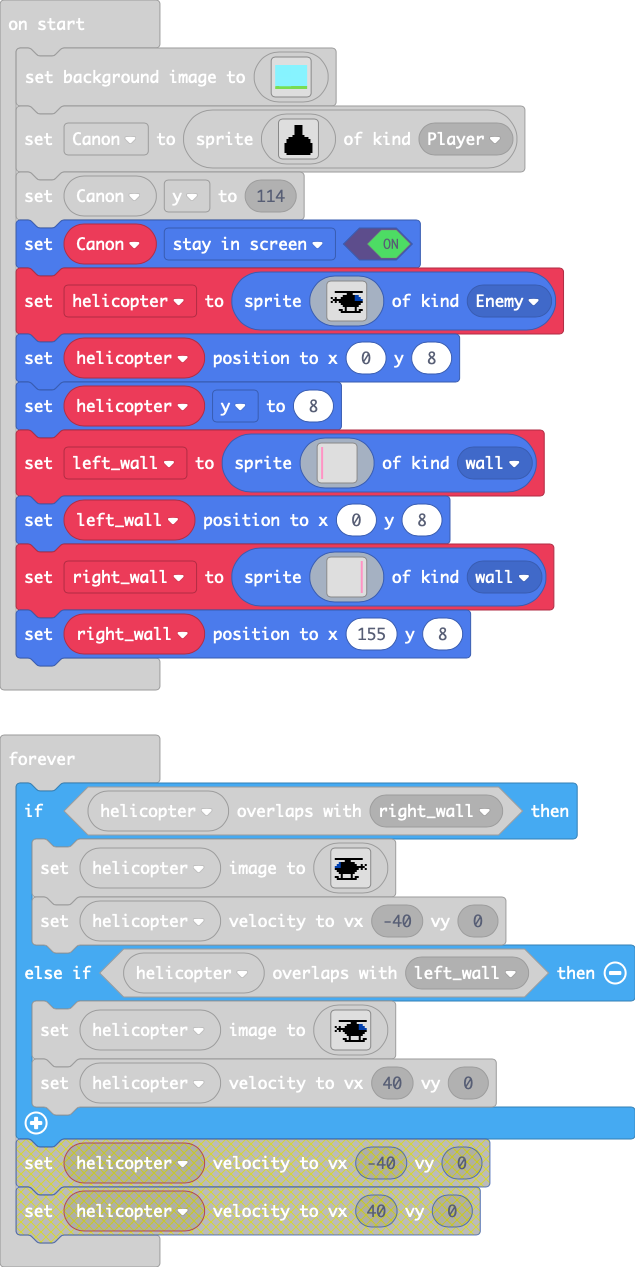 on start
set background image to
set Canon to sprite of kind Player
set Canon y to 114
set Canon stay in screen ON
set helicopter to sprite of kind Enemy
set helicopter position to x 0 y 8
set helicopter y to 8
set left_wall to sprite of kind wall
set left_wall position to x 0 y 8
set right_wall to sprite of kind wall
set right_wall position to x 155 y 8
forever
if helicopter overlaps with right_wall then
set helicopter image to
set helicopter velocity to vx -40 vy 0
else if helicopter overlaps with left_wall then
set helicopter image to
set helicopter velocity to vx 40 vy 0
set helicopter velocity to vx -40 vy 0
set helicopter velocity to vx 40 vy 0